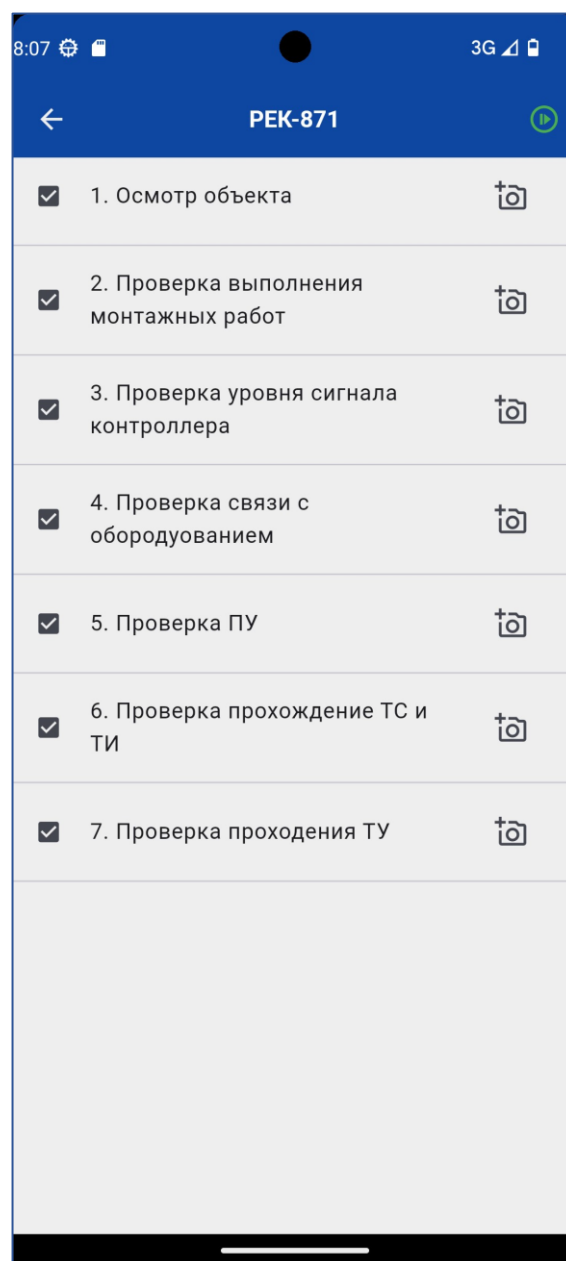 8:07 3G
РЕК-871
1. Осмотр объекта
2. Проверка выполнения
монтажных работ
3. Проверка уровня сигнала
контроллера
4. Проверка связи с
обородуованием
5. Проверка ПУ
6. Проверка прохождение ТС и
ТИ
7. Проверка проходения ТУ